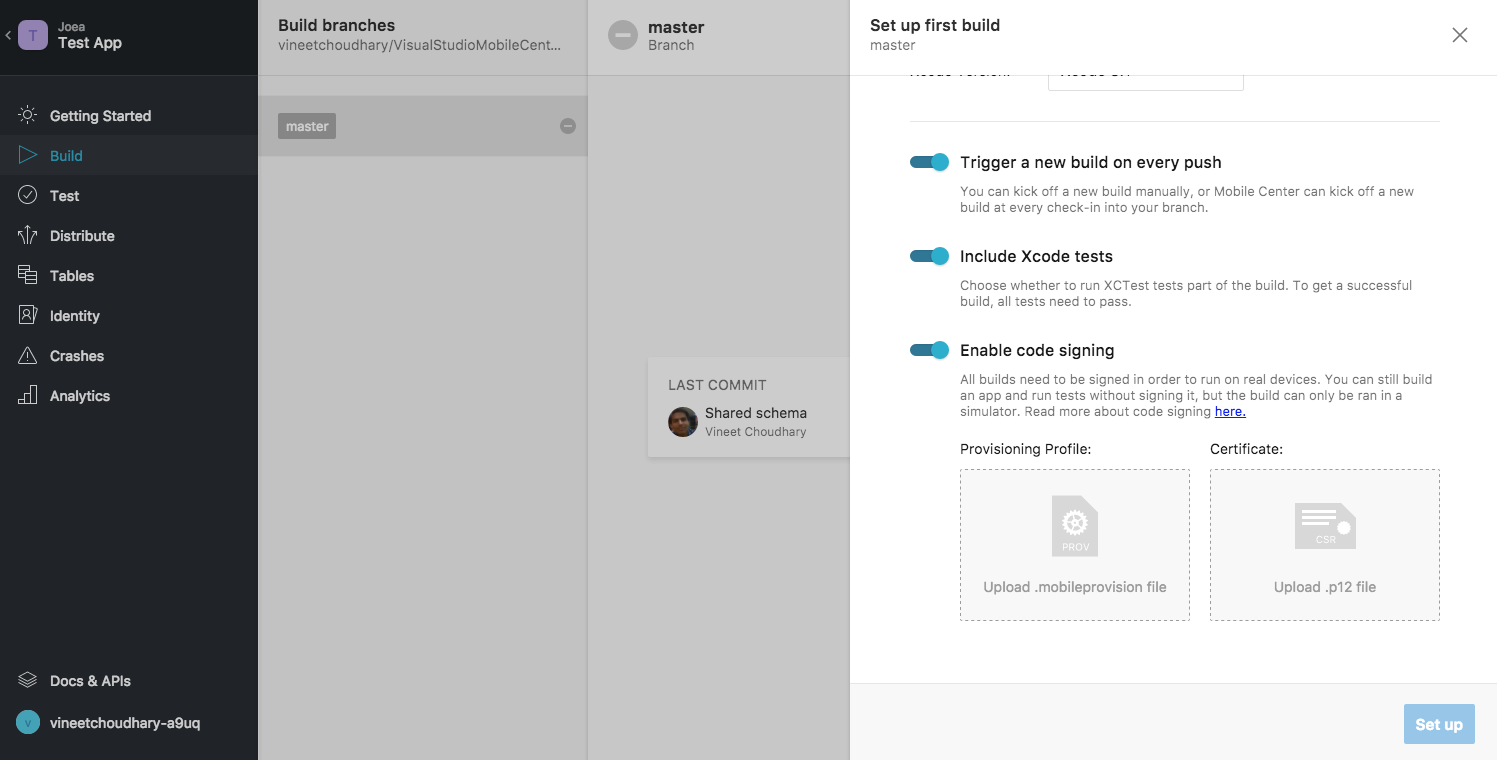 T
Joea
Test App
Getting Started
Build
Test
Distribute
Tables
Identity
Crashes
Analytics
Docs & APIs
v
vineetchoudhary-a9uq
Build branches
vineetchoudhary/VisualStudioMobileCent...
master
master
Branch
LAST COMMIT
Shared schema
Vineet Choudhary
Set up first build
master
Trigger a new build on every push
You can kick off a new build manually, or Mobile Center can kick off a new
build at every check-in into your branch.
Include Xcode tests
Choose whether to run XCTest tests part of the build. To get a successful
build, all tests need to pass.
Enable code signing
All builds need to be signed in order to run on real devices. You can still build
an app and run tests without signing it, but the build can only be ran in a
simulator. Read more about code signing here.
Provisioning Profile:
Certificate:
PROV
CSR
Upload .mobileprovision file
Upload .p12 file
Set up